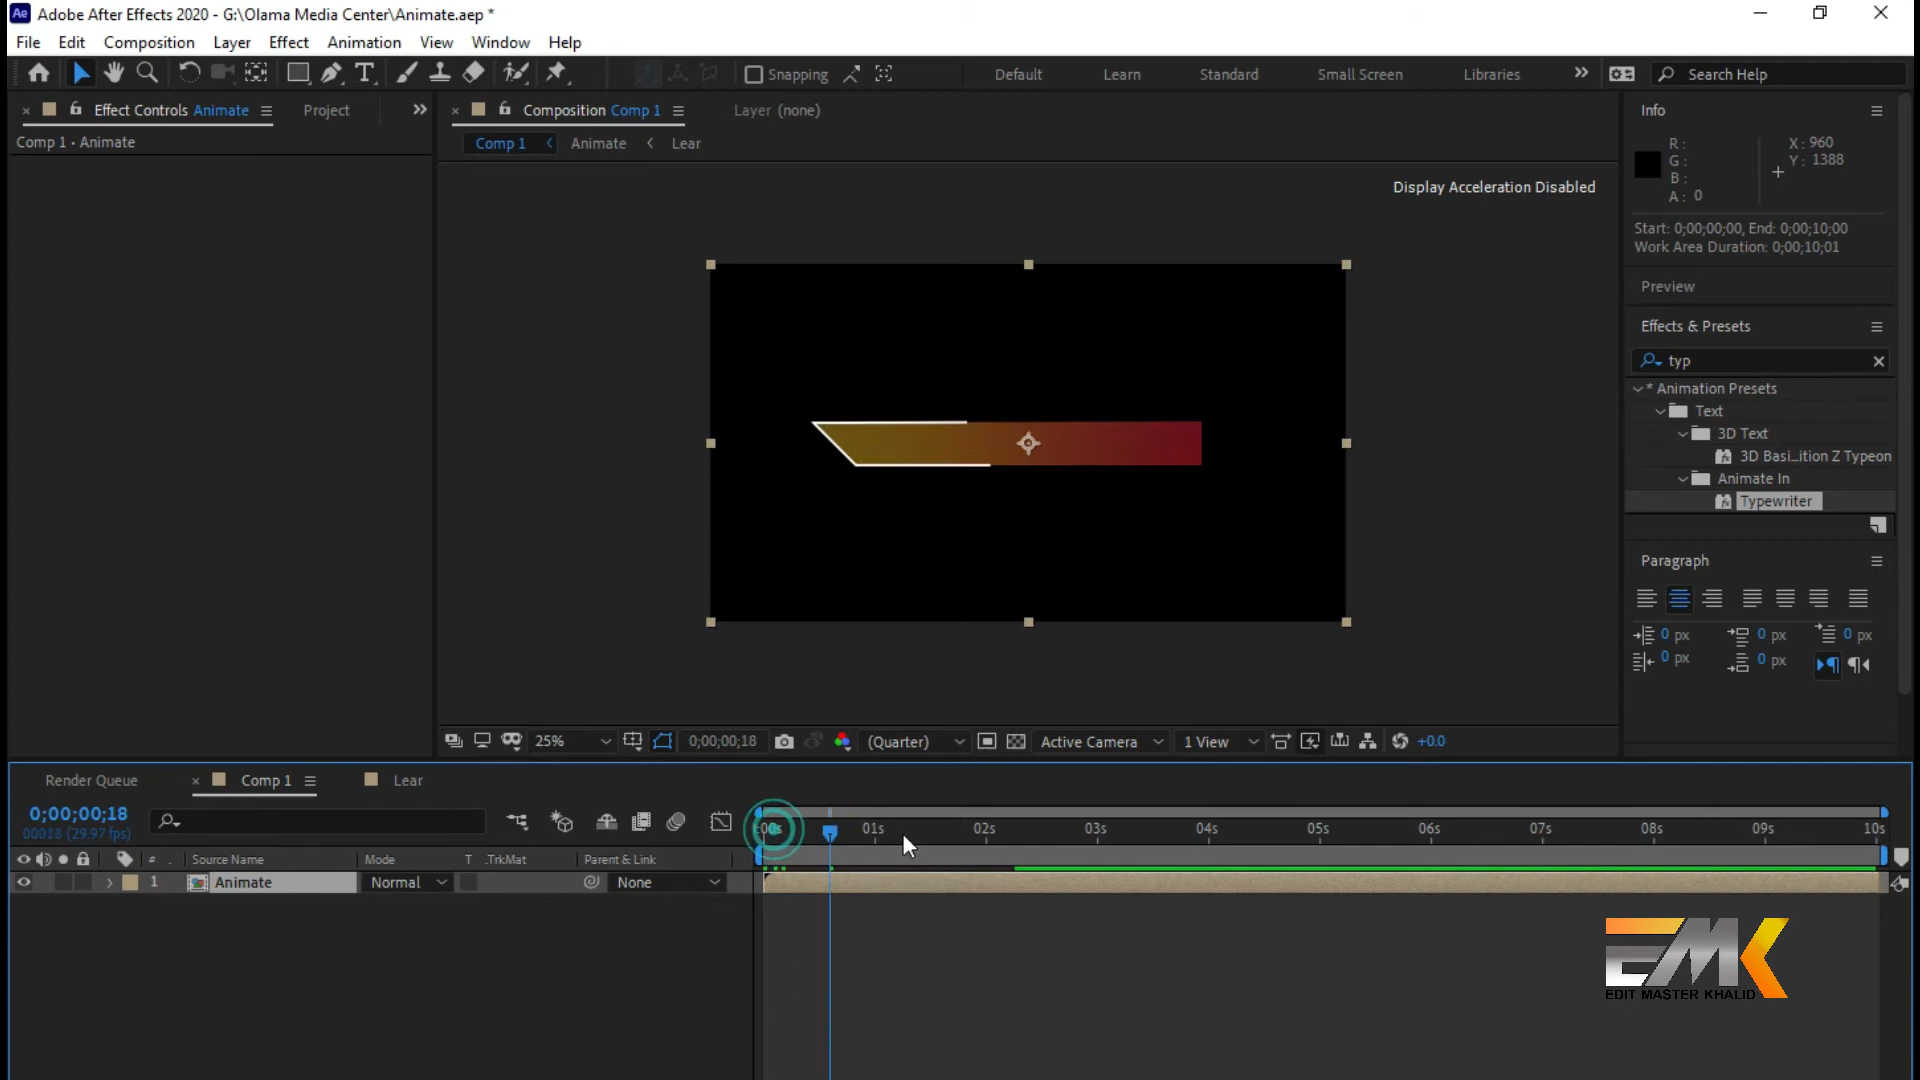 Ae Adobe After Effects 2020 - G:\Olama Media Center\Animate.aep *
File Edit Composition Layer Effect Animation View Window Help
Snapping Default Learn Standard Small Screen Libraries Search Help
Effect Controls Animate Project
Comp 1 • Animate
Composition Comp 1 Layer (none)
Comp 1 Animate Lear
Display Acceleration Disabled
25% 0;00;00;18 (Quarter) Active Camera 1 View +0.0
Info
R :
G :
B :
A : 0
X : 960
Y : 1388
Start: 0;00;00;00, End: 0;00;10;00
Work Area Duration: 0;00;10;01
Preview
Effects & Presets
typ
* Animation Presets
Text
3D Text
3D Basi...ition Z Typeon
Animate In
Typewriter
Paragraph
0 px 0 px 0 px
0 px 0 px
Render Queue Comp 1 Lear
0;00;00;18
00018 (29.97 fps)
:00s 01s 02s 03s 04s 05s 06s 07s 08s 09s 10s
# Source Name Mode T .TrkMat Parent & Link
1 Animate Normal None
EMK
EDIT MASTER KHALID